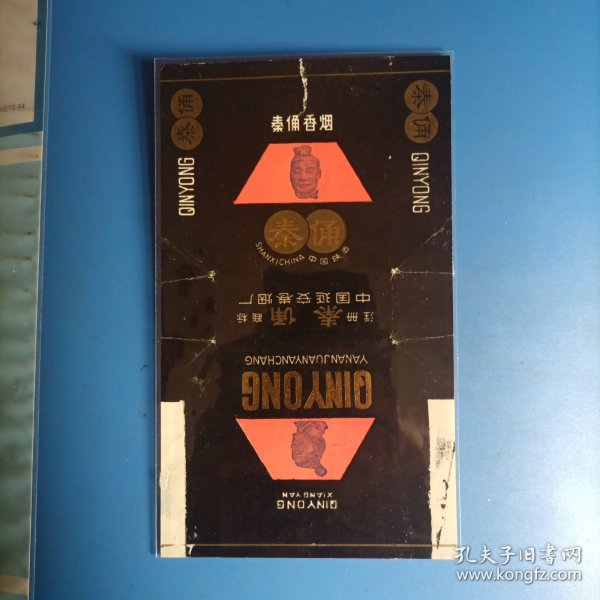 秦俑
QINYONG
秦俑
QINYONG
秦俑香烟
秦俑
SHANXICHINA 中国陕西
注册 秦俑 商标
中国延安卷烟厂
YANANJUANYANCHANG
QINYONG
QINYONG
XIANGYAN
孔夫子旧书网
www.kongfz.com